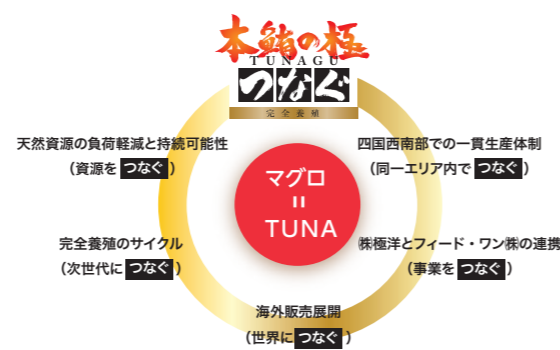 本鮪の極
TUNAGU
つなぐ
完全養殖
天然資源の負荷軽減と持続可能性
(資源を つなぐ)
四国西南部での一貫生産体制
(同一エリア内で つなぐ)
マグロ
=
TUNA
完全養殖のサイクル
(次世代に つなぐ)
㈱極洋とフィード・ワン㈱の連携
(事業を つなぐ)
海外販売展開
(世界に つなぐ)